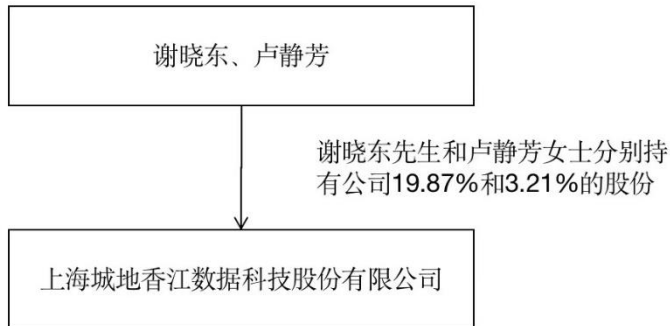 谢晓东、卢静芳
谢晓东先生和卢静芳女士分别持
有公司19.87%和3.21%的股份
上海城地香江数据科技股份有限公司